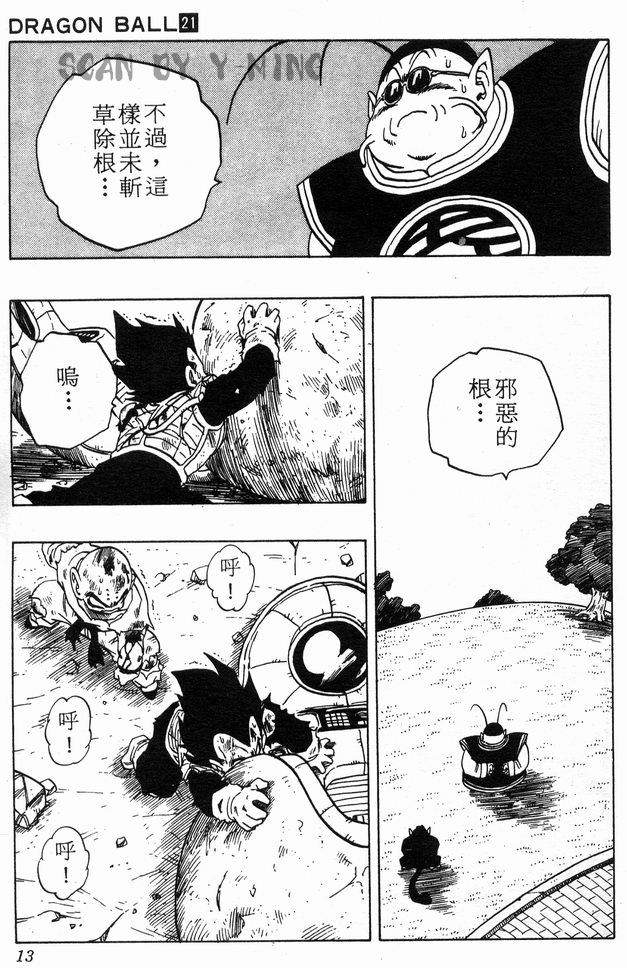 DRAGON BALL 21
SCAN BY Y-WING
不過，這
樣並未斬
草除根…
邪惡的
根…
嗚…
呼！
呼！
呼！
13